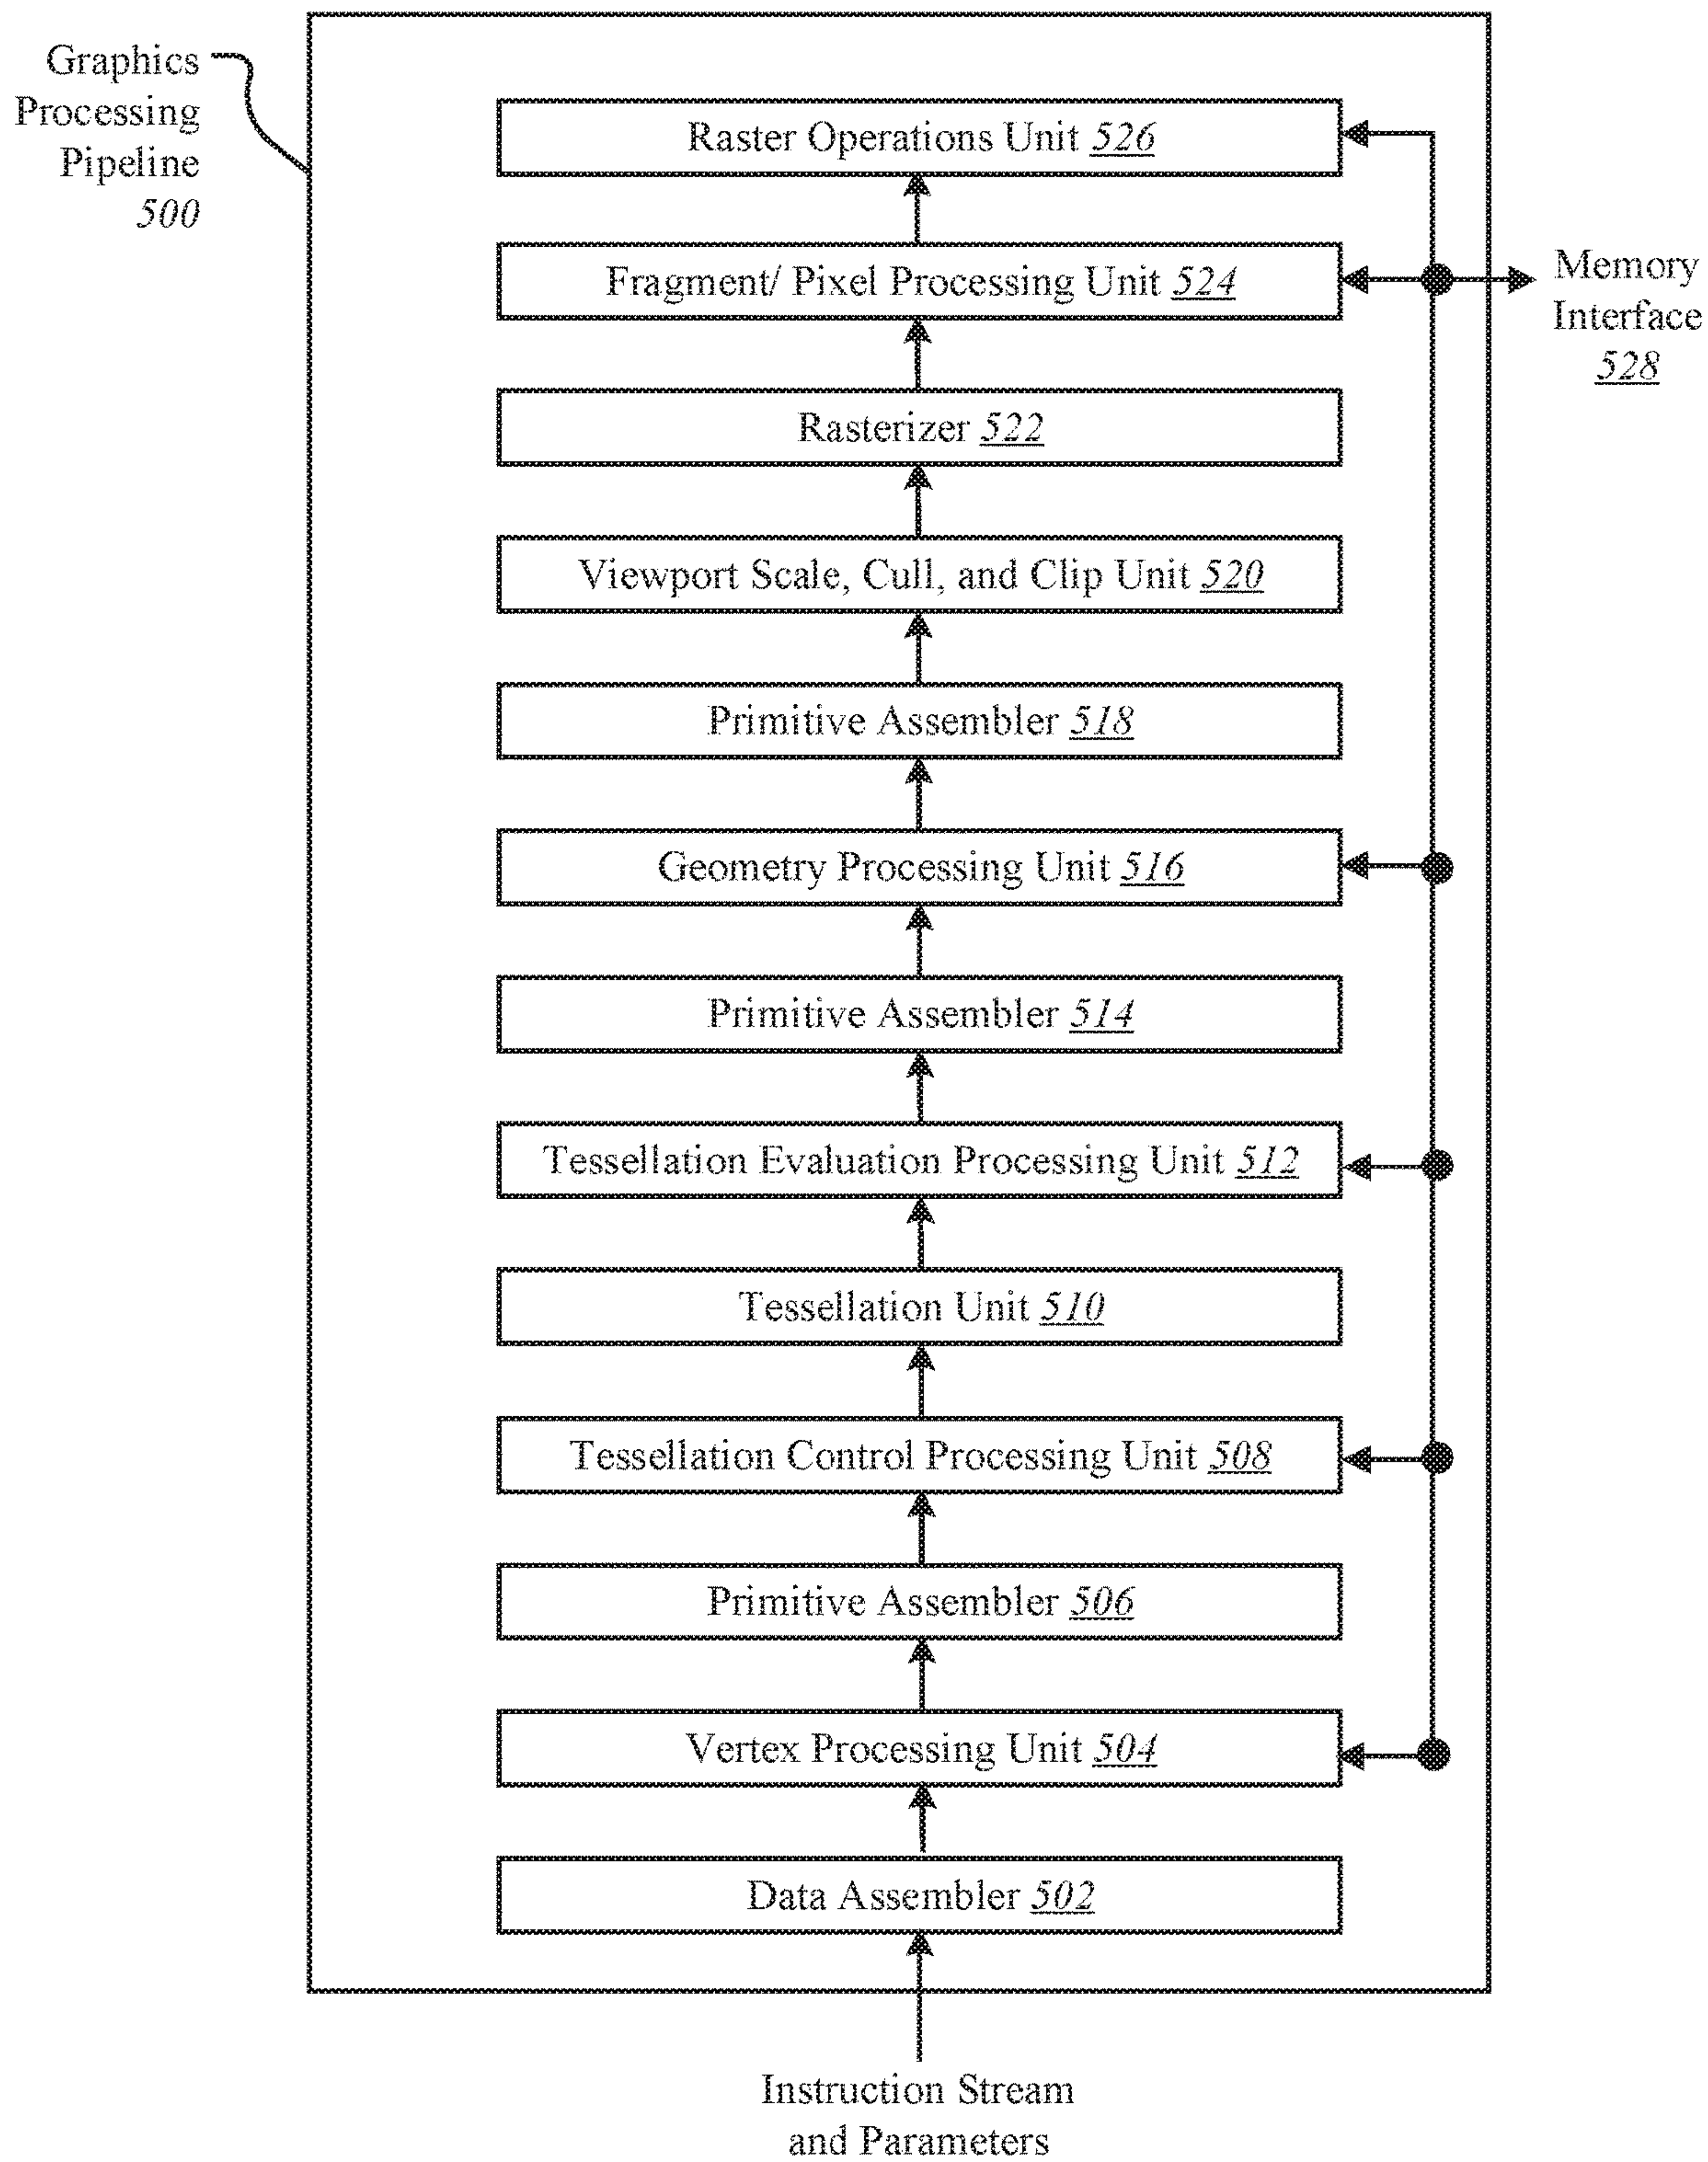 Graphics
Processing
Pipeline
500
Raster Operations Unit 526
Fragment/ Pixel Processing Unit 524
Memory
Interface
528
Rasterizer 522
Viewport Scale, Cull, and Clip Unit 520
Primitive Assembler 518
Geometry Processing Unit 516
Primitive Assembler 514
Tessellation Evaluation Processing Unit 512
Tessellation Unit 510
Tessellation Control Processing Unit 508
Primitive Assembler 506
Vertex Processing Unit 504
Data Assembler 502
Instruction Stream
and Parameters